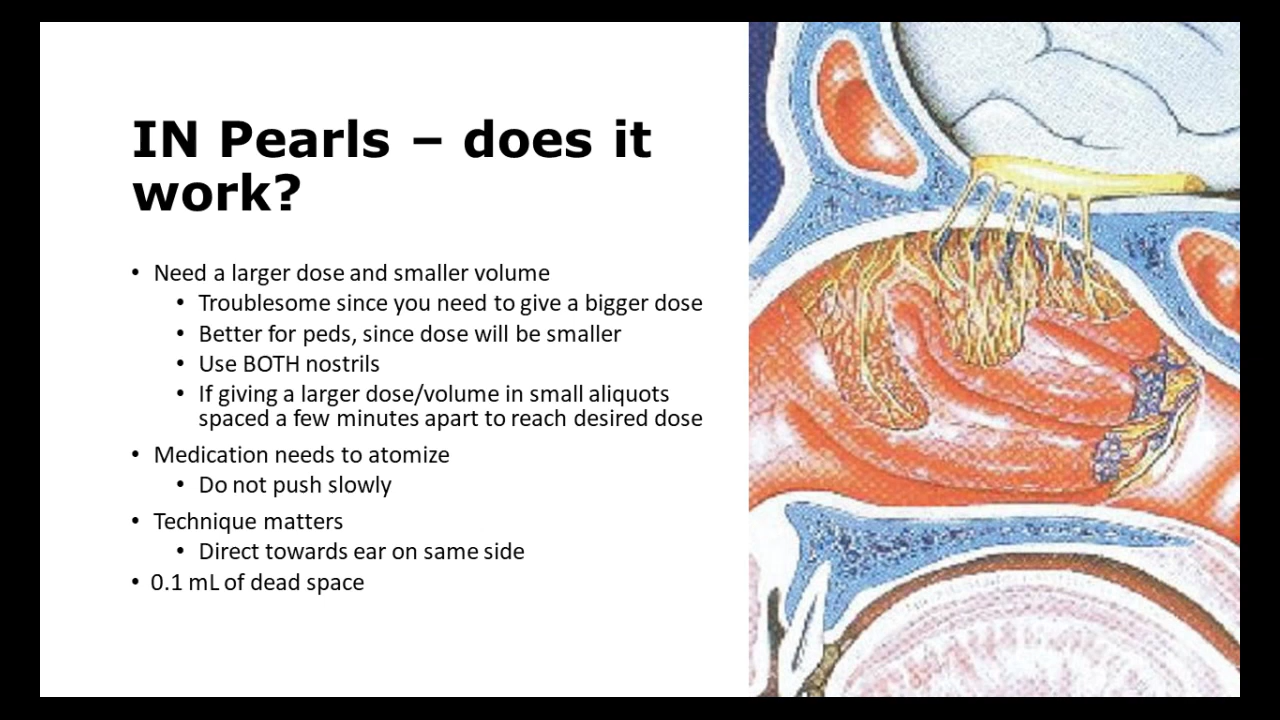 IN Pearls – does it
work?
• Need a larger dose and smaller volume
• Troublesome since you need to give a bigger dose
• Better for peds, since dose will be smaller
• Use BOTH nostrils
• If giving a larger dose/volume in small aliquots
spaced a few minutes apart to reach desired dose
• Medication needs to atomize
• Do not push slowly
• Technique matters
• Direct towards ear on same side
• 0.1 mL of dead space